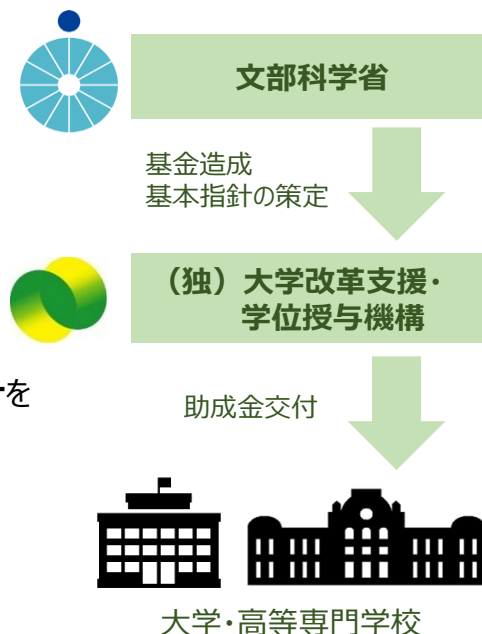 文部科学省
基金造成
基本指針の策定
（独）大学改革支援・
学位授与機構
を
助成金交付
大学・高等専門学校